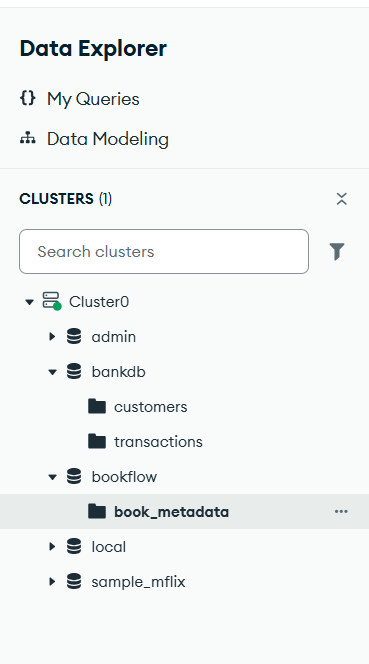 Data Explorer
My Queries
Data Modeling
CLUSTERS (1)
Search clusters
Cluster0
admin
bankdb
customers
transactions
bookflow
book_metadata
local
sample_mflix